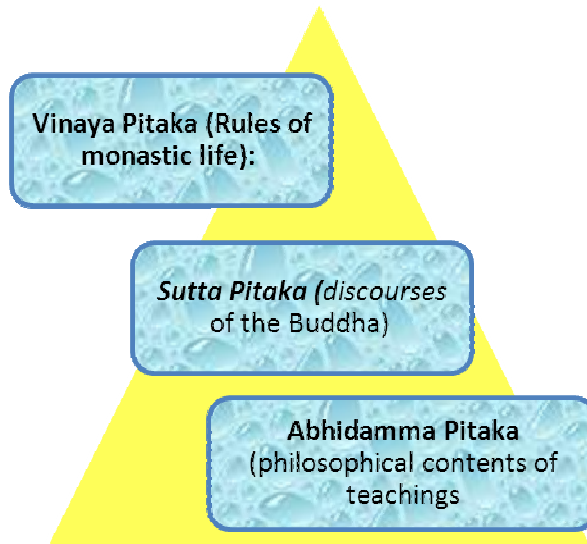 Vinaya Pitaka (Rules of
monastic life):
Sutta Pitaka (discourses
of the Buddha)
Abhidamma Pitaka
(philosophical contents of
teachings